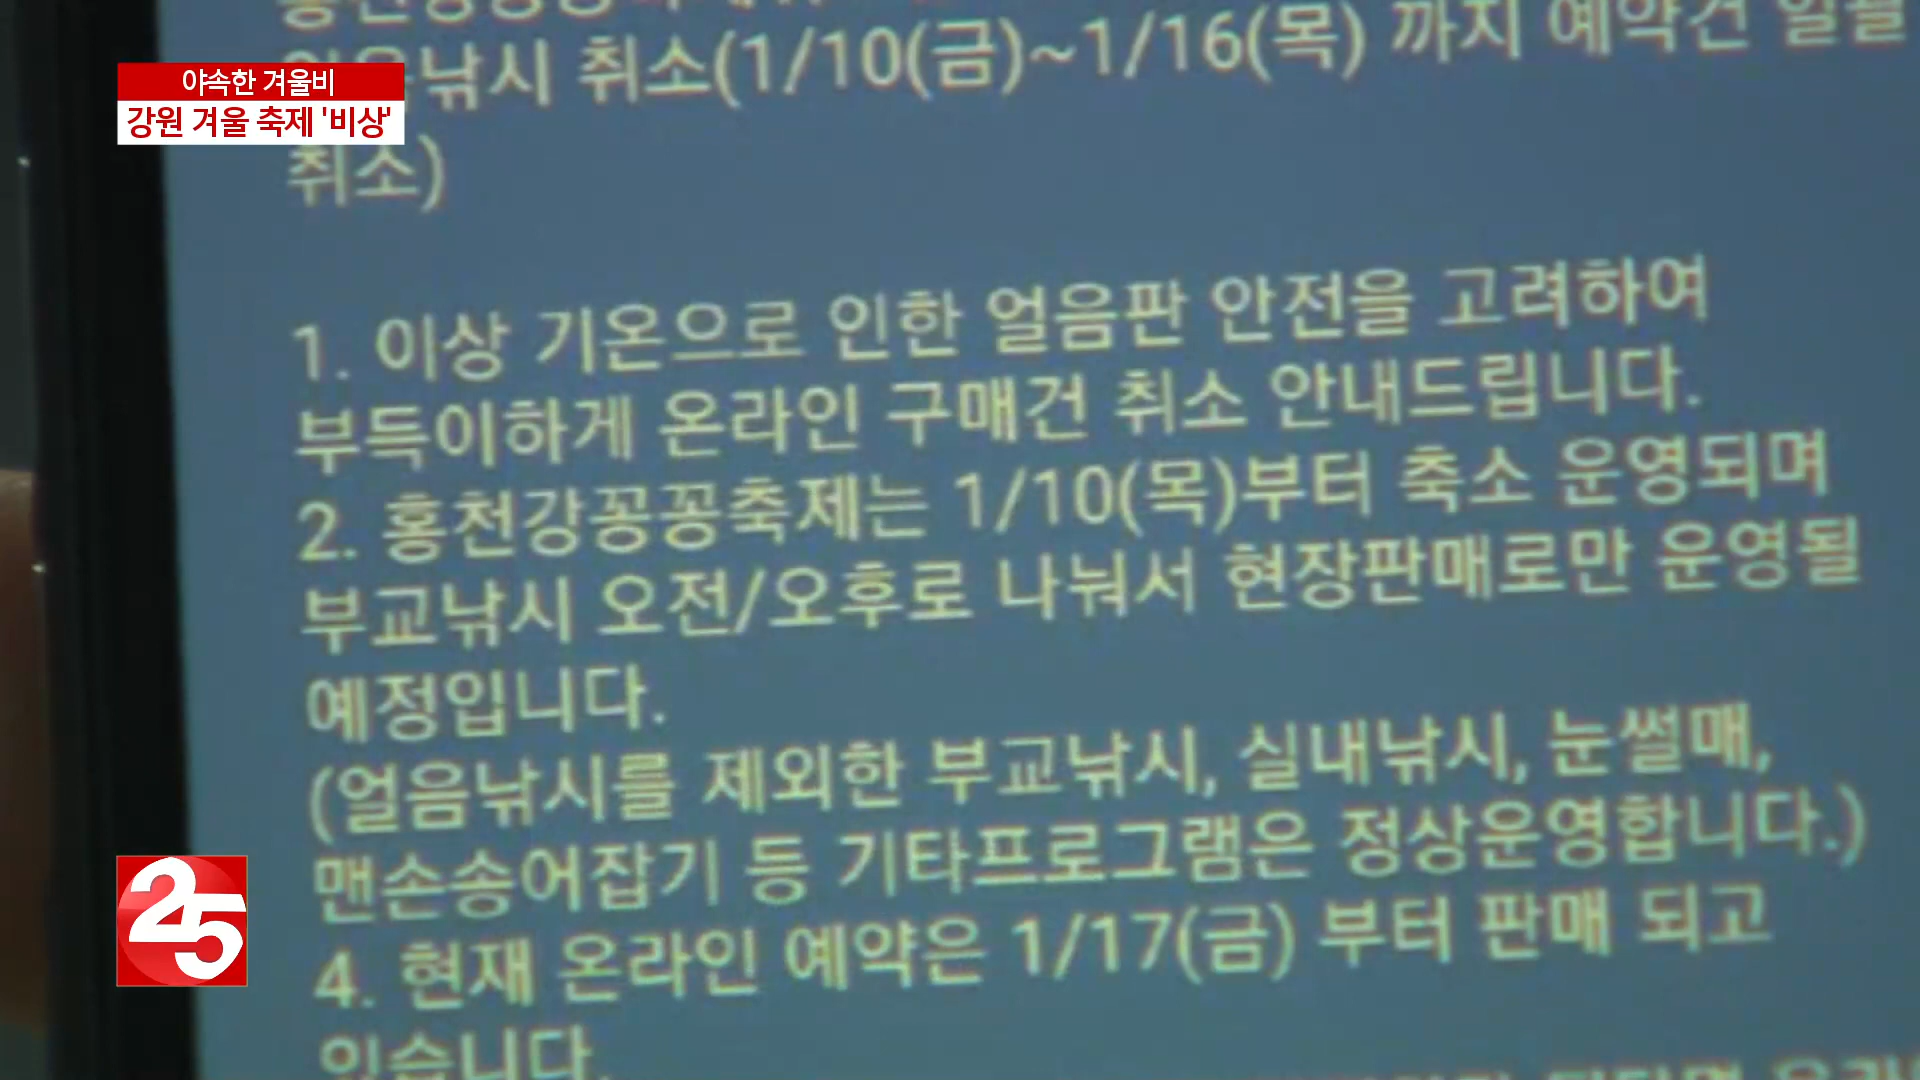 야속한 겨울비
강원 겨울 축제 '비상'
낚시 취소(1/10(금)~1/16(목) 까지 예약건 일괄
취소)
1. 이상 기온으로 인한 얼음판 안전을 고려하여
부득이하게 온라인 구매건 취소 안내드립니다.
2. 홍천강꽁꽁축제는 1/10(목)부터 축소 운영되며
부교낚시 오전/오후로 나눠서 현장판매로만 운영될
예정입니다.
(얼음낚시를 제외한 부교낚시, 실내낚시, 눈썰매,
맨손송어잡기 등 기타프로그램은 정상운영합니다.)
4. 현재 온라인 예약은 1/17(금) 부터 판매 되고
있습니다.
25